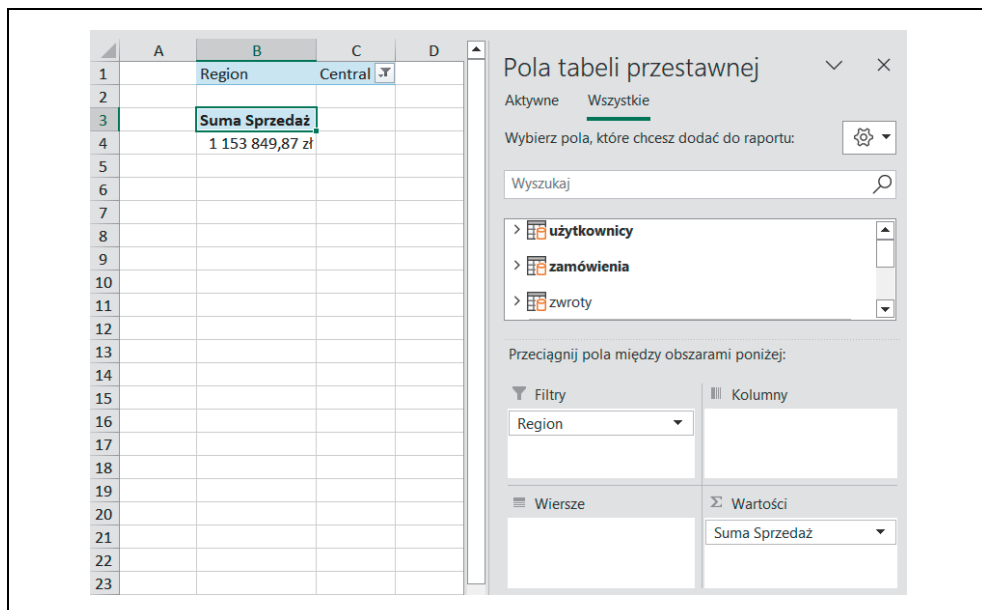 A B C D
1 Region Central
2
3 Suma Sprzedaż
4 1 153 849,87 zł
5
6
7
8
9
10
11
12
13
14
15
16
17
18
19
20
21
22
23
Pola tabeli przestawnej
Aktywne Wszystkie
Wybierz pola, które chcesz dodać do raportu:
Wyszukaj
użytkownicy
zamówienia
zwroty
Przeciągnij pola między obszarami poniżej:
Filtry
Region
Kolumny
Wiersze
Σ Wartości
Suma Sprzedaż